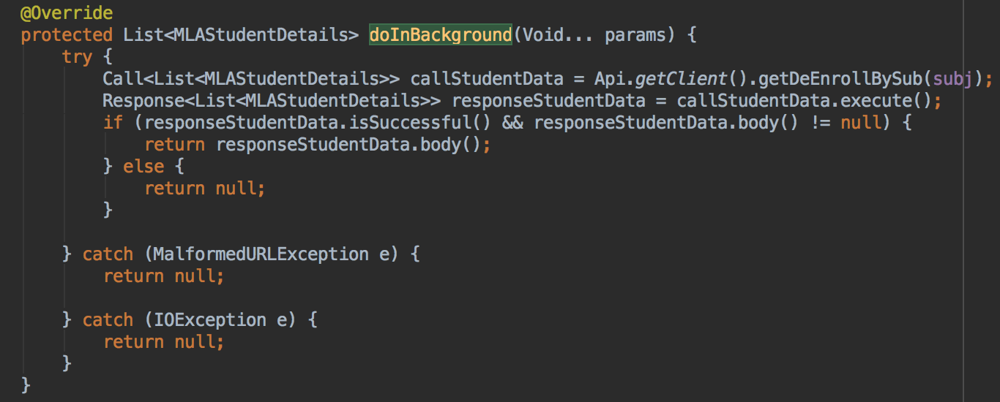 @Override
protected List<MLAStudentDetails> doInBackground(Void... params) {
try {
Call<List<MLAStudentDetails>> callStudentData = Api.getClient().getDeEnrollBySub(subj);
Response<List<MLAStudentDetails>> responseStudentData = callStudentData.execute();
if (responseStudentData.isSuccessful() && responseStudentData.body() != null) {
return responseStudentData.body();
} else {
return null;
}
} catch (MalformedURLException e) {
return null;
} catch (IOException e) {
return null;
}
}